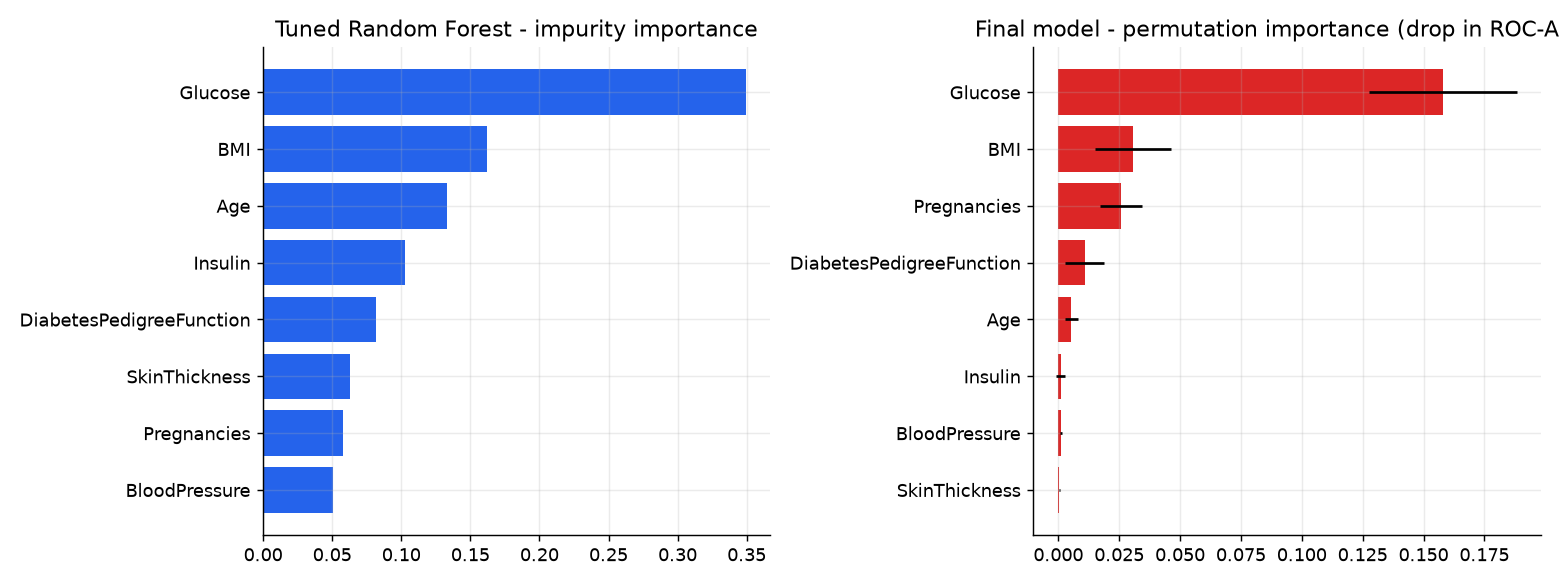 Tuned Random Forest - impurity importance
Glucose
BMI
Age
Insulin
DiabetesPedigreeFunction
SkinThickness
Pregnancies
BloodPressure
0.00 0.05 0.10 0.15 0.20 0.25 0.30 0.35
Final model - permutation importance (drop in ROC-A
Glucose
BMI
Pregnancies
DiabetesPedigreeFunction
Age
Insulin
BloodPressure
SkinThickness
0.000 0.025 0.050 0.075 0.100 0.125 0.150 0.175